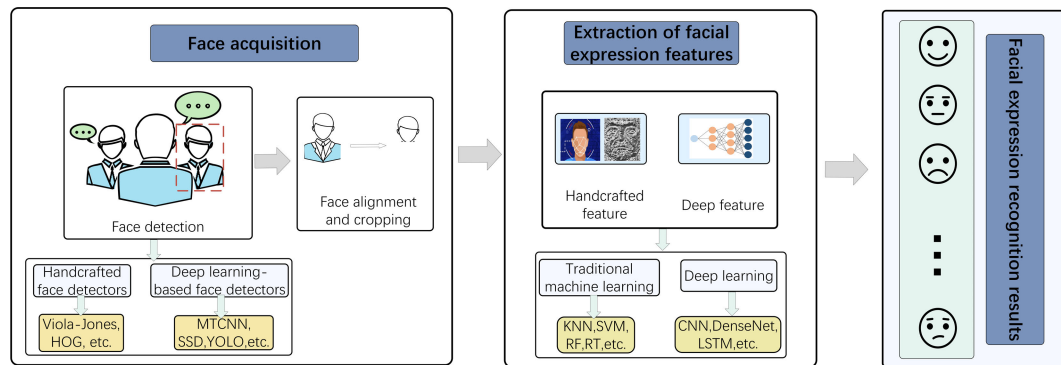 Face acquisition
Face detection
Face alignment
and cropping
Handcrafted
face detectors
Deep learning-
based face detectors
Viola-Jones,
HOG, etc.
MTCNN,
SSD,YOLO,etc.
Extraction of facial
expression features
Handcrafted
feature
Deep feature
Traditional
machine learning
Deep learning
KNN,SVM,
RF,RT,etc.
CNN,DenseNet,
LSTM,etc.
Facial expression recognition results